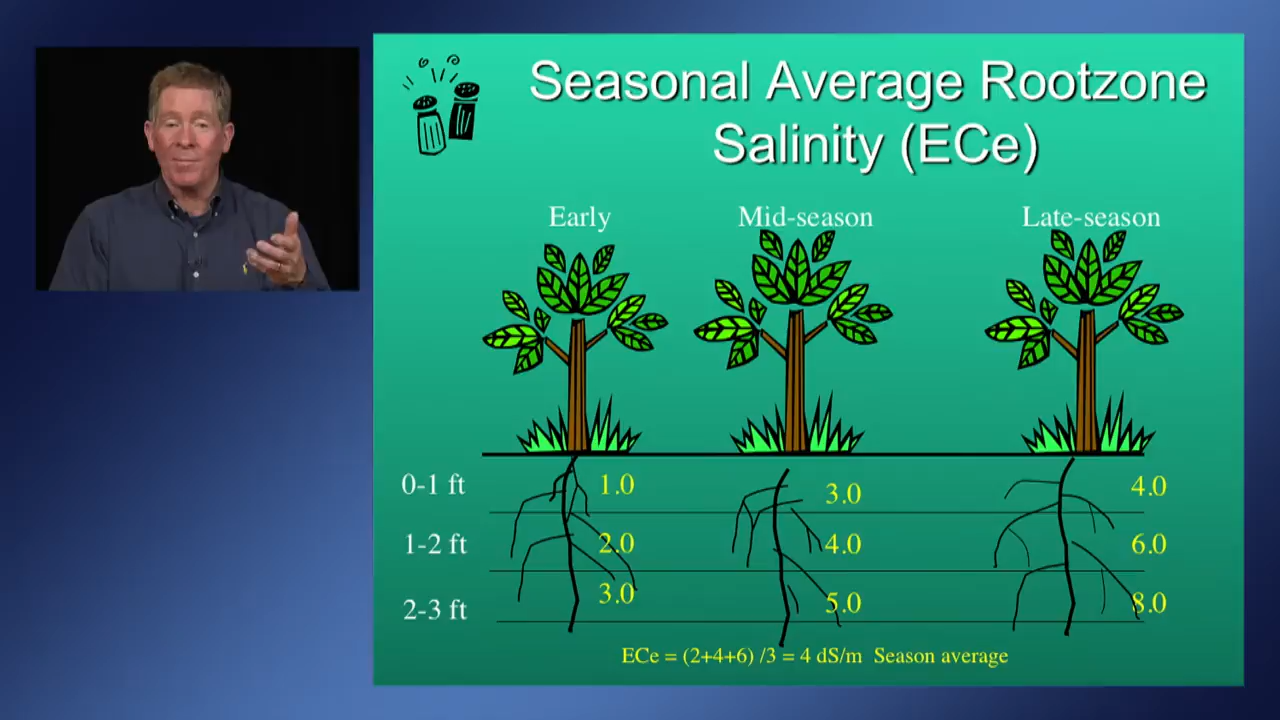 Seasonal Average Rootzone
Salinity (ECe)
Early Mid-season Late-season
0-1 ft 1.0 3.0 4.0
1-2 ft 2.0 4.0 6.0
2-3 ft 3.0 5.0 8.0
ECe = (2+4+6) /3 = 4 dS/m Season average